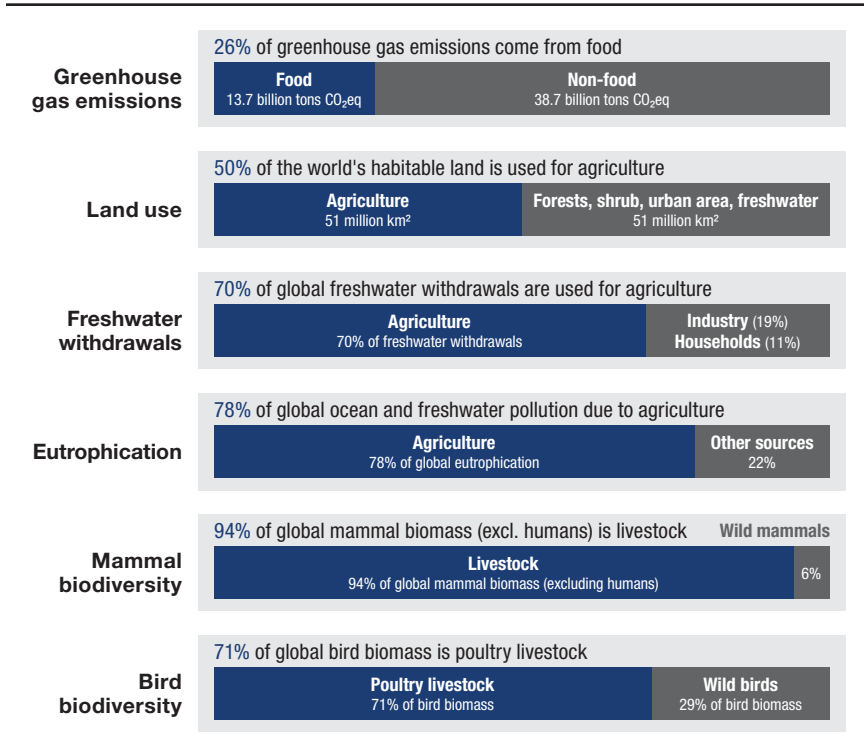 26% of greenhouse gas emissions come from food
Greenhouse
gas emissions
Food
13.7 billion tons CO₂eq
Non-food
38.7 billion tons CO₂eq
50% of the world's habitable land is used for agriculture
Land use
Agriculture
51 million km²
Forests, shrub, urban area, freshwater
51 million km²
70% of global freshwater withdrawals are used for agriculture
Freshwater
withdrawals
Agriculture
70% of freshwater withdrawals
Industry (19%)
Households (11%)
78% of global ocean and freshwater pollution due to agriculture
Eutrophication
Agriculture
78% of global eutrophication
Other sources
22%
94% of global mammal biomass (excl. humans) is livestock
Wild mammals
Mammal
biodiversity
Livestock
94% of global mammal biomass (excluding humans)
6%
71% of global bird biomass is poultry livestock
Bird
biodiversity
Poultry livestock
71% of bird biomass
Wild birds
29% of bird biomass